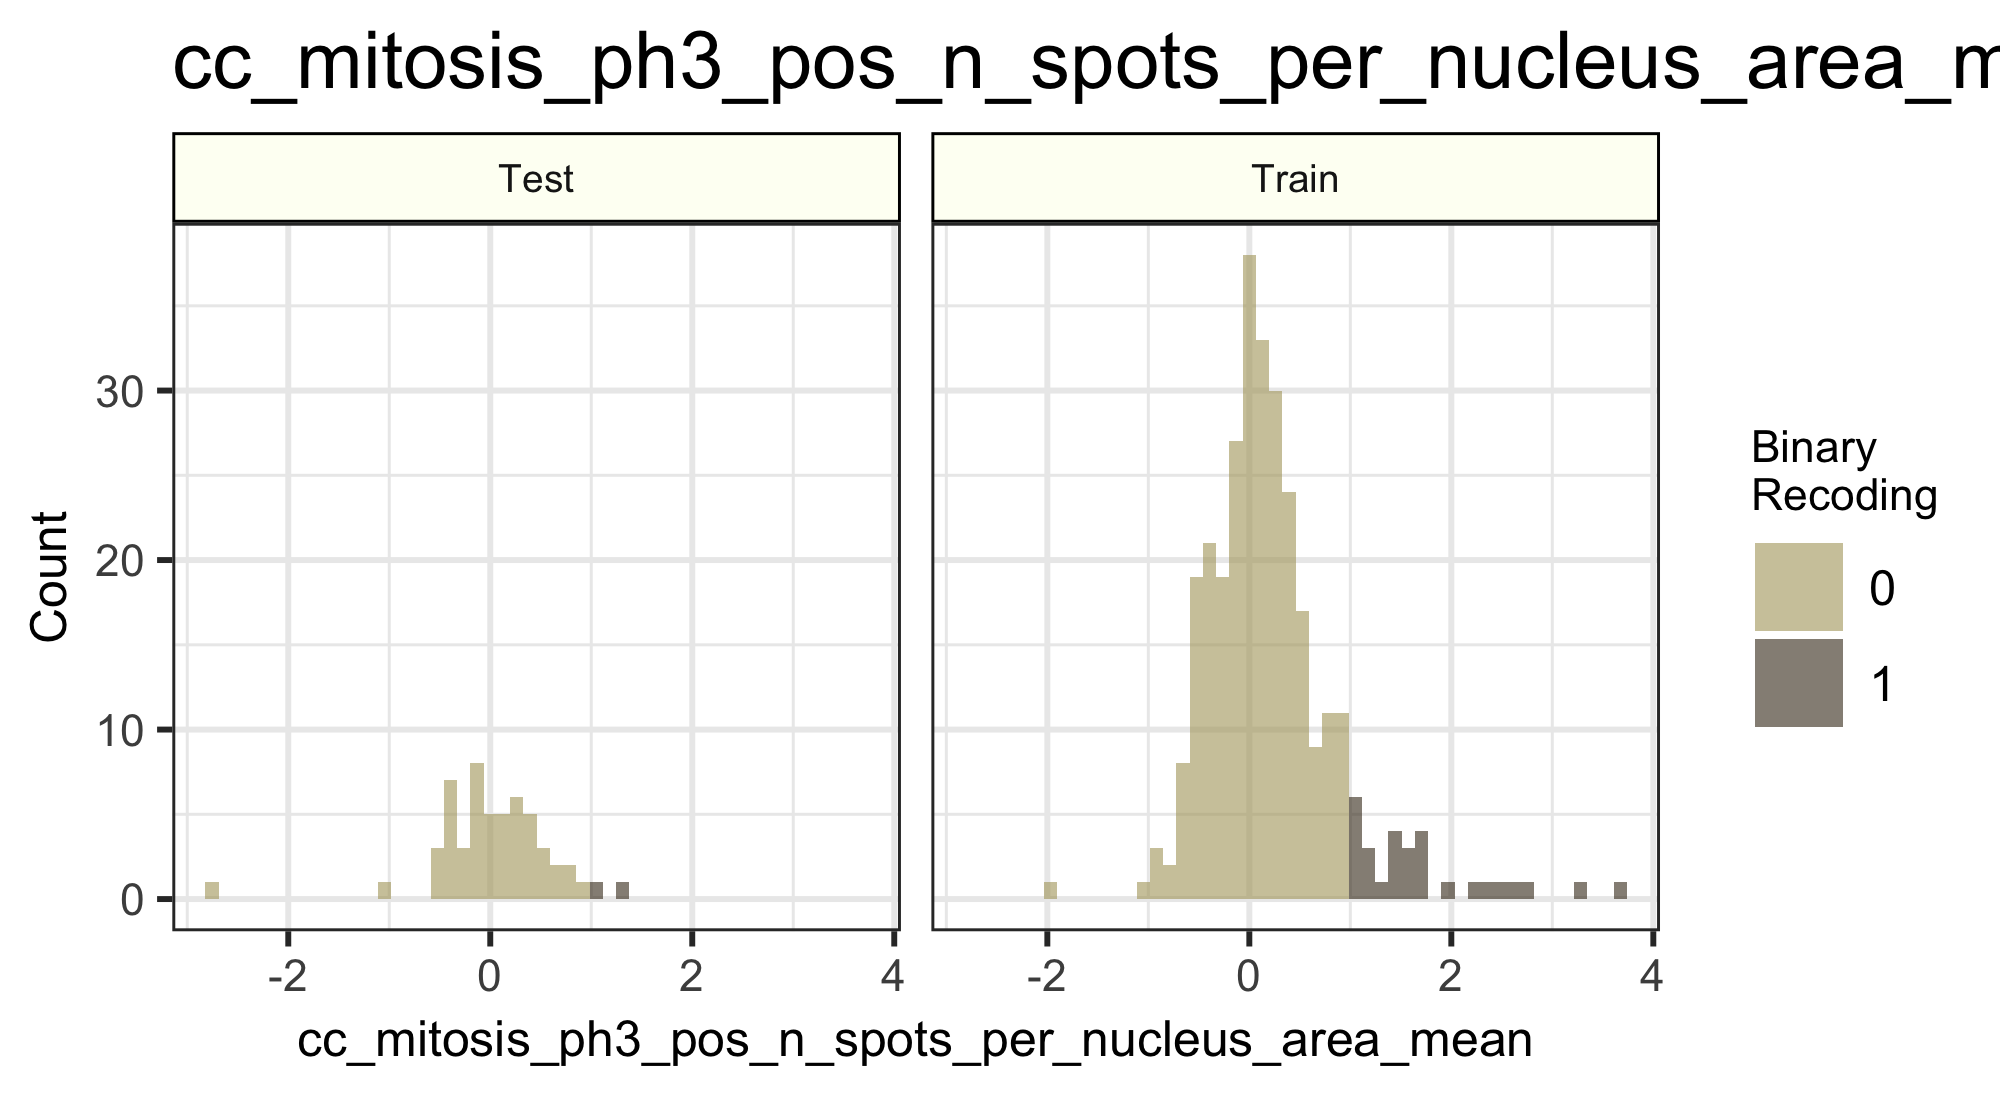 cc_mitosis_ph3_pos_n_spots_per_nucleus_area_m
Test
Train
Count
30
20
10
0
-2 0 2 4
-2 0 2 4
cc_mitosis_ph3_pos_n_spots_per_nucleus_area_mean
Binary
Recoding
0
1